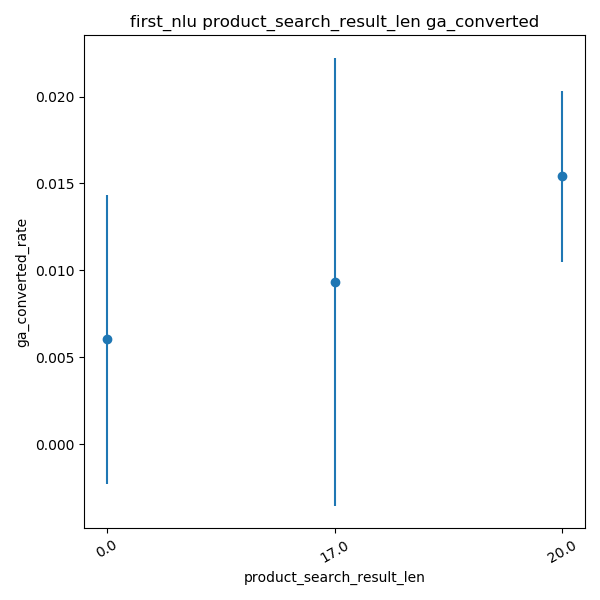 first_nlu product_search_result_len ga_converted
0.020
0.015
0.010
0.005
0.000
ga_converted_rate
0.0
17.0
20.0
product_search_result_len